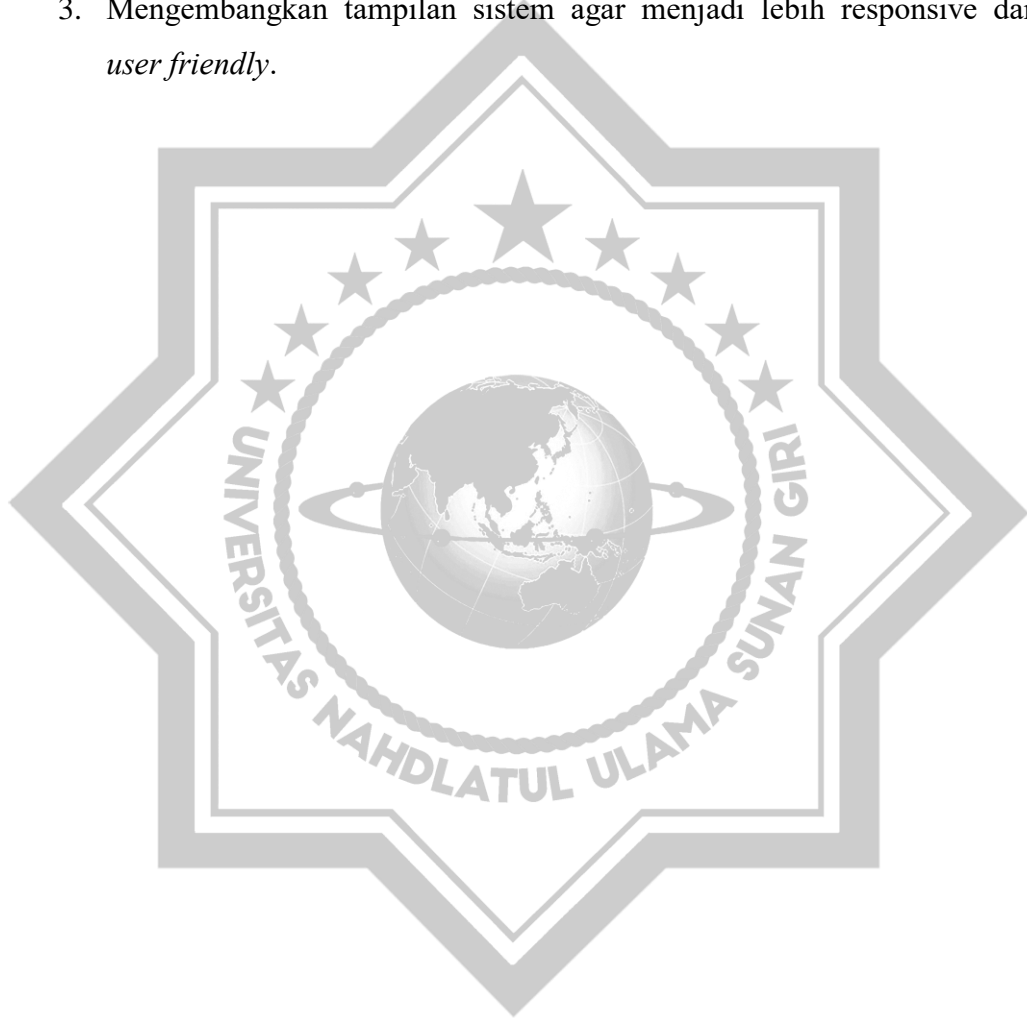 3. Mengembangkan tampilan sistem agar menjadi lebih responsive dan
user friendly.
UNIVERSITAS NAHDLATUL ULAMA SUNAN GIRI